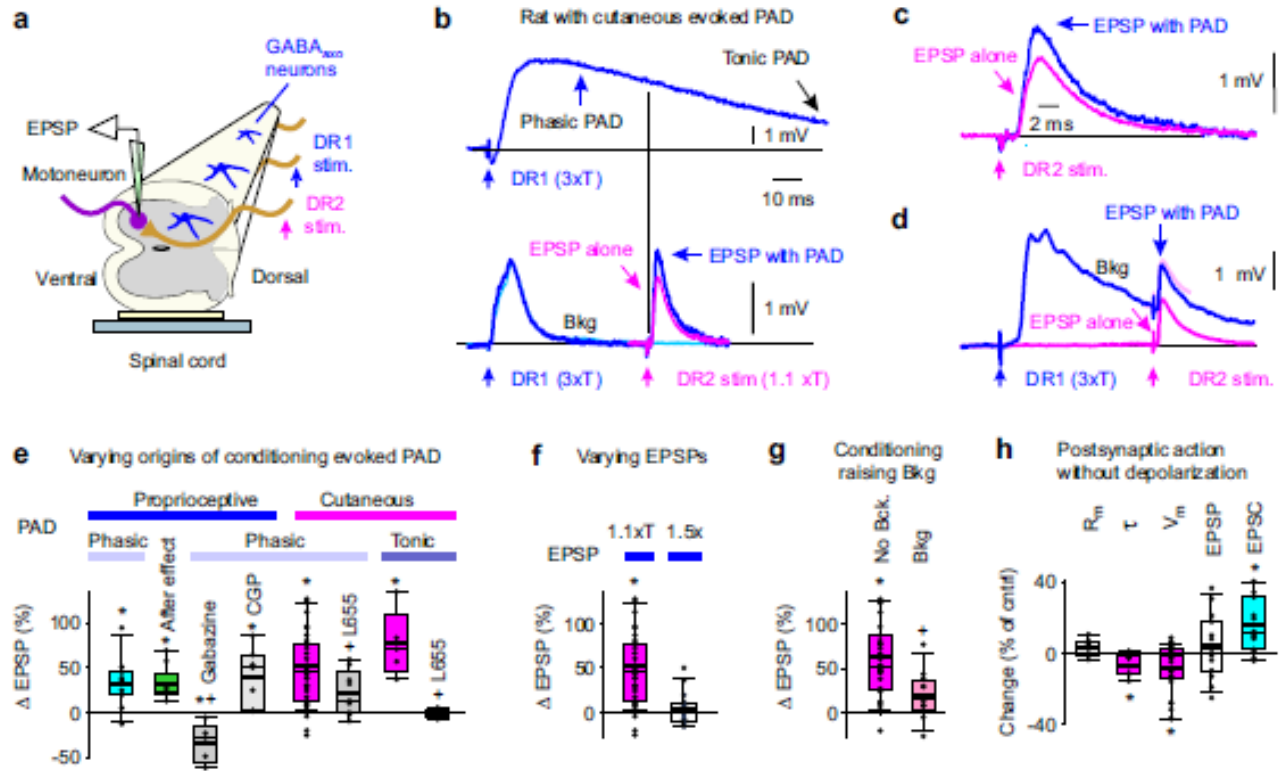 a
GABAaxo
neurons
EPSP
DR1
stim.
Motoneuron
DR2
stim.
Ventral
Dorsal
Spinal cord
b
Rat with cutaneous evoked PAD
Tonic PAD
Phasic PAD
1 mV
DR1 (3xT)
10 ms
EPSP alone
EPSP with PAD
Bkg
1 mV
DR1 (3xT)
DR2 stim (1.1 xT)
c
EPSP with PAD
EPSP alone
1 mV
2 ms
DR2 stim.
d
EPSP with PAD
Bkg
1 mV
EPSP alone
DR1 (3xT)
DR2 stim.
e
Varying origins of conditioning evoked PAD
Proprioceptive
Cutaneous
PAD
Phasic
Phasic
Tonic
After effect
+ Gabazine
+ CGP
+ L655
+ L655
Δ EPSP (%)
100
50
0
-50
*
*
*
*
*
*
f
Varying EPSPs
1.1xT
1.5x
EPSP
Δ EPSP (%)
100
50
0
*
g
Conditioning
raising Bkg
No Bck.
Bkg
Δ EPSP (%)
100
50
0
*
+
h
Postsynaptic action
without depolarization
Rm
τ
Vm
EPSP
EPSC
Change (% of cntrl)
40
0
-40
*
*
*